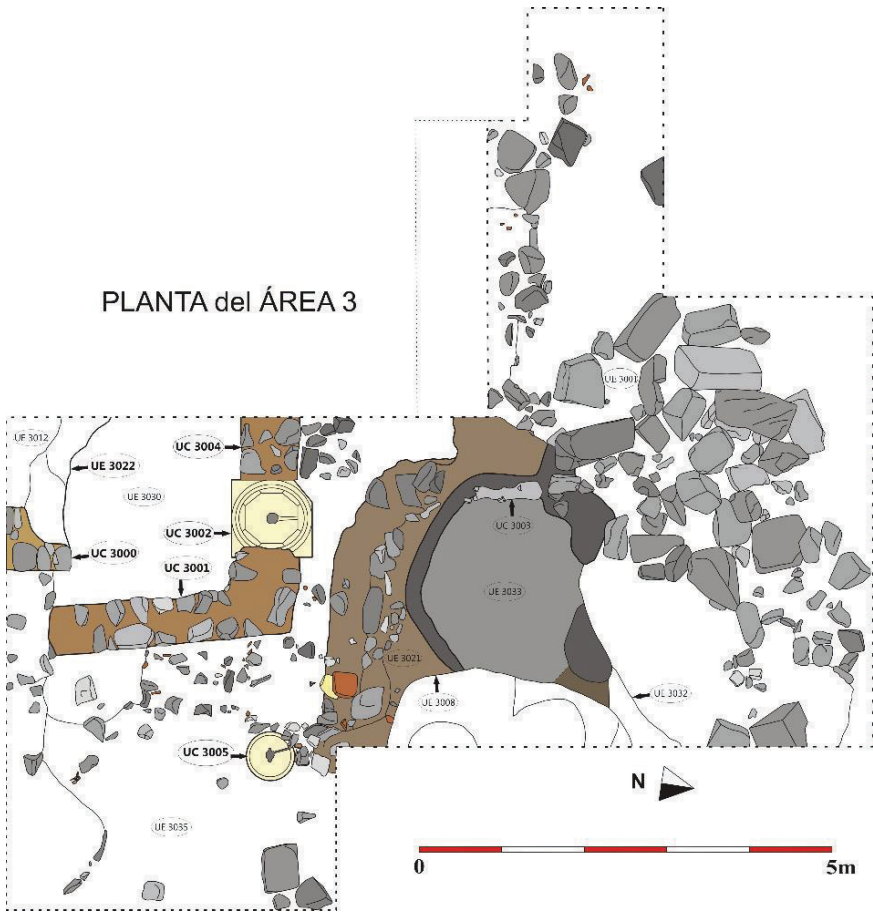 PLANTA del ÁREA 3
UE 3001
UE 3012
UC 3004
UE 3022
UE 3030
UC 3002
UC 3003
UC 3000
UC 3001
UE 3033
UE 3021
UE 3008
UE 3032
UC 3005
N
UE 3035
0 5m